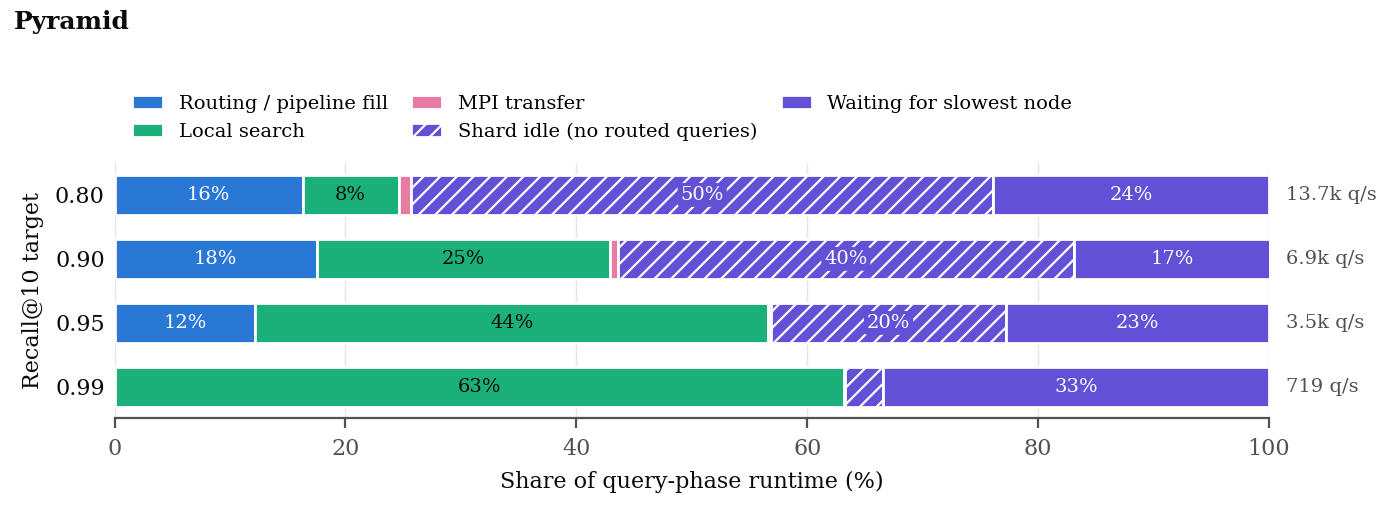 Pyramid
Routing / pipeline fill
MPI transfer
Waiting for slowest node
Local search
Shard idle (no routed queries)
Recall@10 target
0.80
16%
8%
50%
24%
13.7k q/s
0.90
18%
25%
40%
17%
6.9k q/s
0.95
12%
44%
20%
23%
3.5k q/s
0.99
63%
33%
719 q/s
0
20
40
60
80
100
Share of query-phase runtime (%)